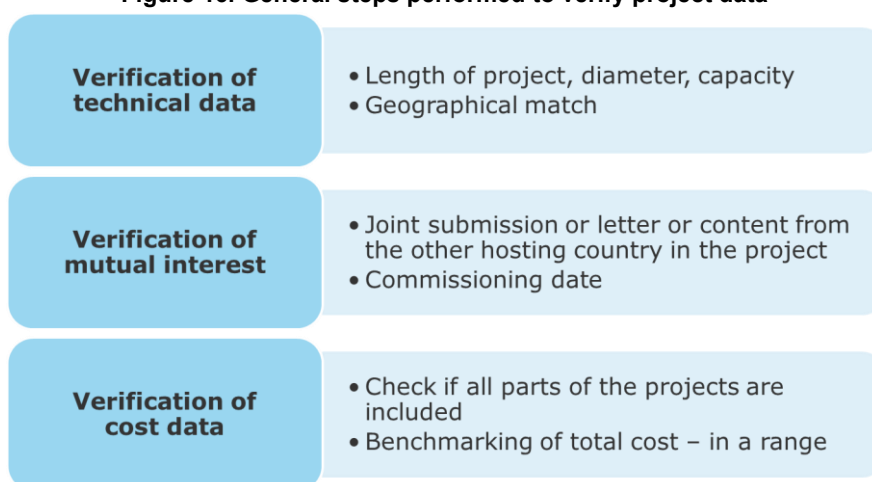 General steps performed to verify project data
Verification of
technical data
• Length of project, diameter, capacity
• Geographical match
Verification of
mutual interest
• Joint submission or letter or content from
the other hosting country in the project
• Commissioning date
Verification of
cost data
• Check if all parts of the projects are
included
• Benchmarking of total cost – in a range